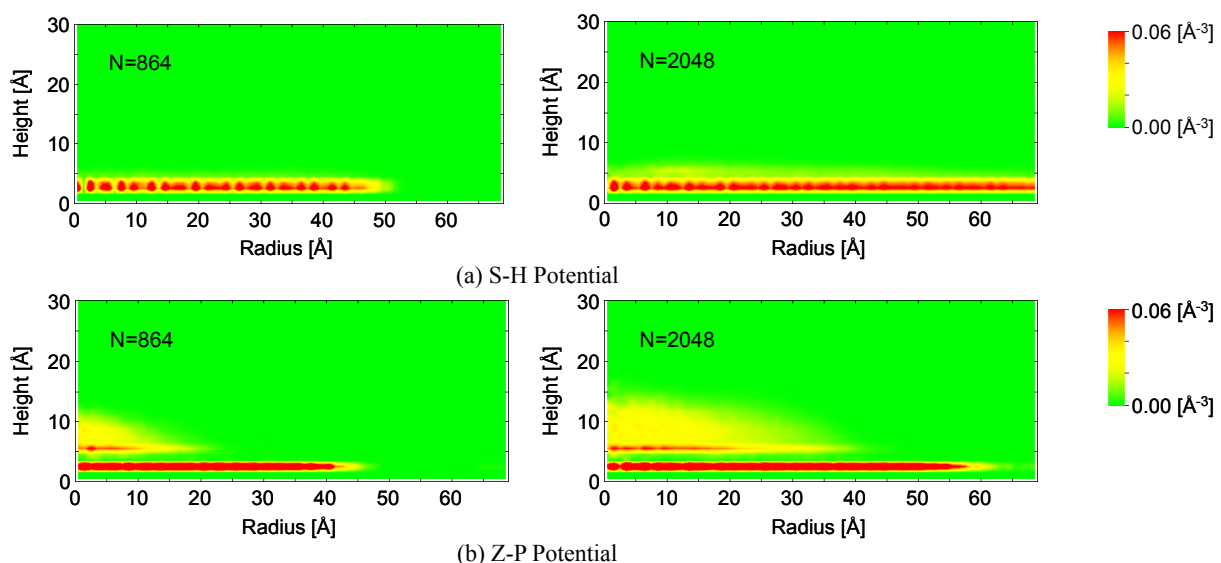 30
20
10
0
Height [Å]
N=864
0 10 20 30 40 50 60
Radius [Å]
30
20
10
0
Height [Å]
N=2048
0 10 20 30 40 50 60
Radius [Å]
0.06 [Å-3]
0.00 [Å-3]
(a) S-H Potential
30
20
10
0
Height [Å]
N=864
0 10 20 30 40 50 60
Radius [Å]
30
20
10
0
Height [Å]
N=2048
0 10 20 30 40 50 60
Radius [Å]
0.06 [Å-3]
0.00 [Å-3]
(b) Z-P Potential